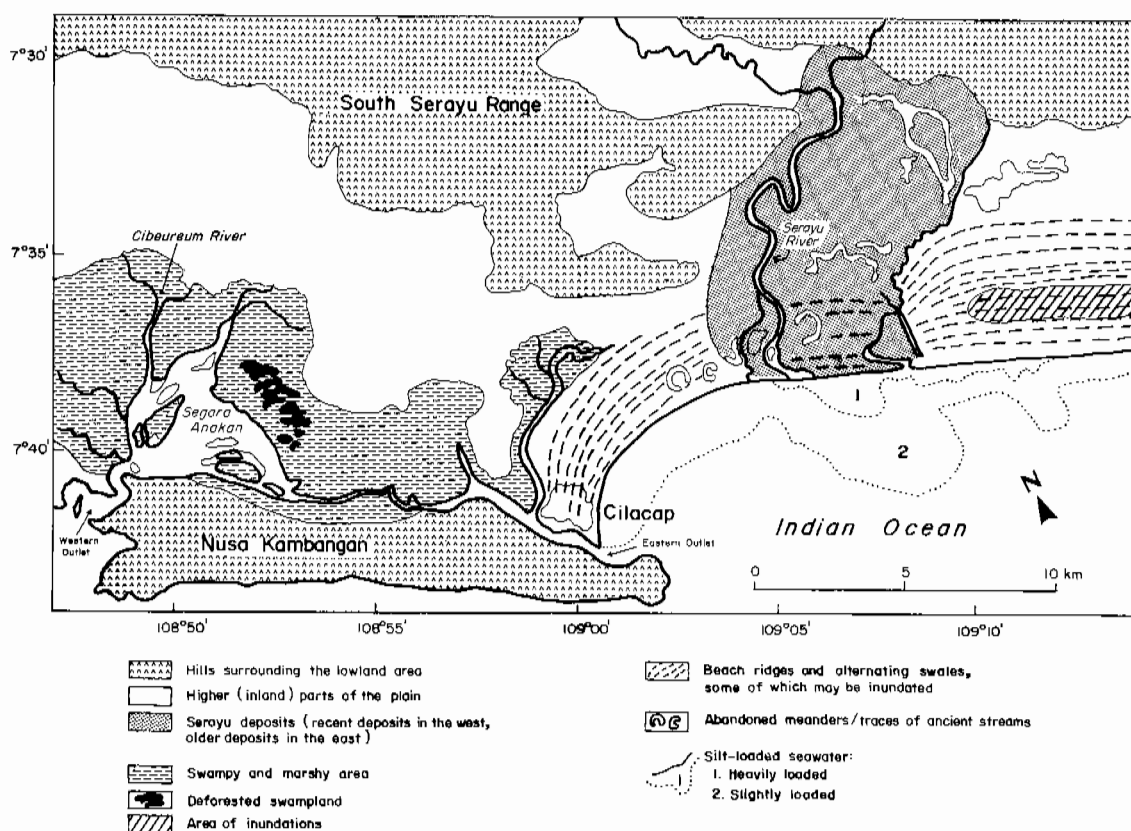 7°30'
7°35'
7°40'
South Serayu Range
Cibeureum River
Serayu
River
Segara
Anakan
1
2
Cilacap
N
Indian Ocean
Western
Outlet
Nusa Kambangan
Eastern Outlet
0 5 10 km
108°50' 108°55' 109°00' 109°05' 109°10'
Hills surrounding the lowland area
Higher (inland) parts of the plain
Serayu deposits (recent deposits in the west,
older deposits in the east)
Swampy and marshy area
Deforested swampland
Area of inundations
Beach ridges and alternating swales,
some of which may be inundated
Abandoned meanders/traces of ancient streams
Silt-loaded seawater:
1. Heavily loaded
2. Slightly loaded
1